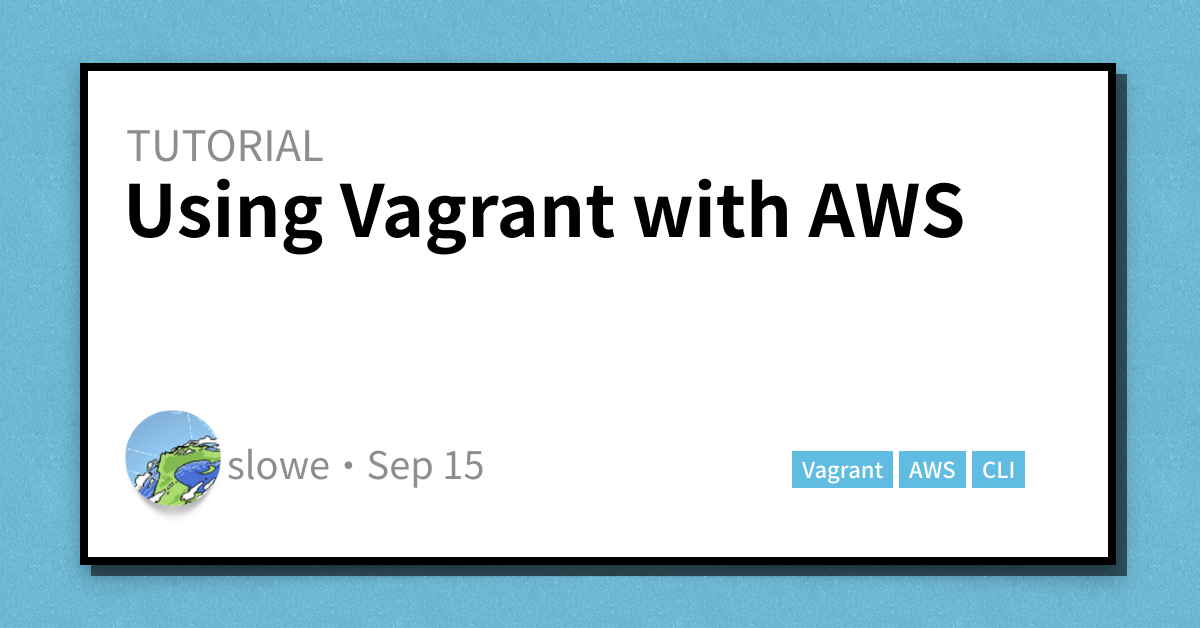 TUTORIAL
Using Vagrant with AWS
slowe • Sep 15
Vagrant AWS CLI